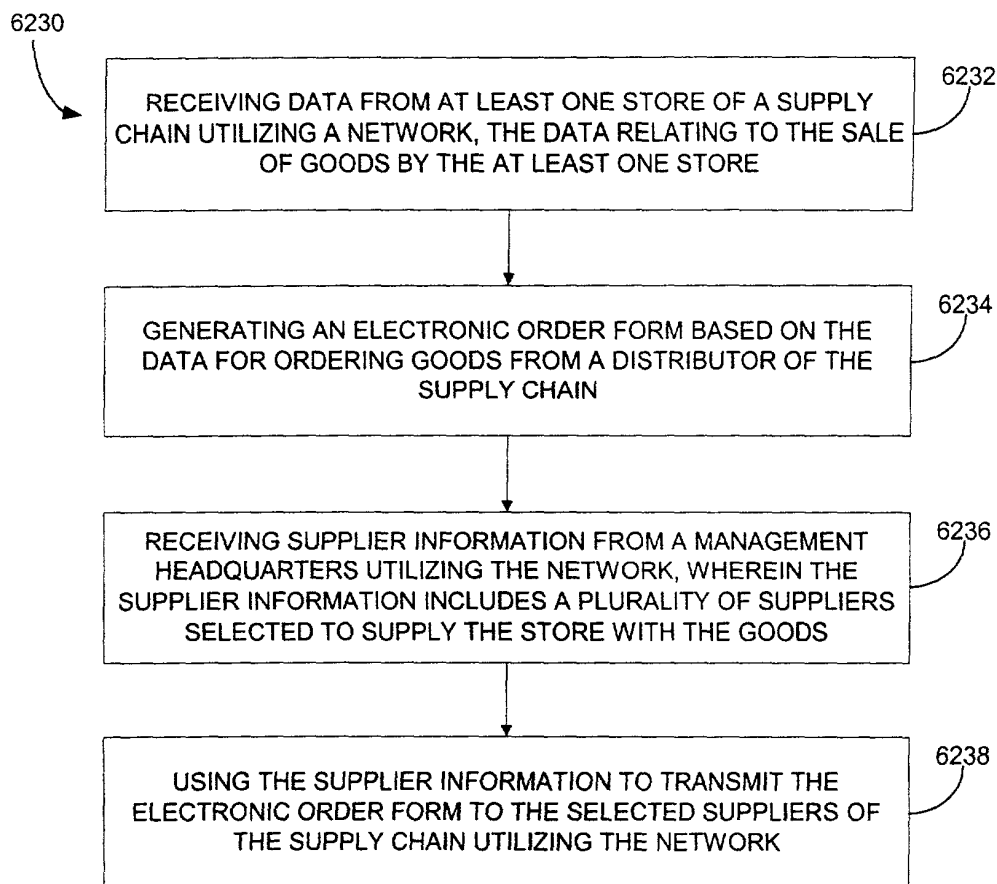 6230
6232
RECEIVING DATA FROM AT LEAST ONE STORE OF A SUPPLY
CHAIN UTILIZING A NETWORK, THE DATA RELATING TO THE SALE
OF GOODS BY THE AT LEAST ONE STORE
6234
GENERATING AN ELECTRONIC ORDER FORM BASED ON THE
DATA FOR ORDERING GOODS FROM A DISTRIBUTOR OF THE
SUPPLY CHAIN
6236
RECEIVING SUPPLIER INFORMATION FROM A MANAGEMENT
HEADQUARTERS UTILIZING THE NETWORK, WHEREIN THE
SUPPLIER INFORMATION INCLUDES A PLURALITY OF SUPPLIERS
SELECTED TO SUPPLY THE STORE WITH THE GOODS
6238
USING THE SUPPLIER INFORMATION TO TRANSMIT THE
ELECTRONIC ORDER FORM TO THE SELECTED SUPPLIERS OF
THE SUPPLY CHAIN UTILIZING THE NETWORK